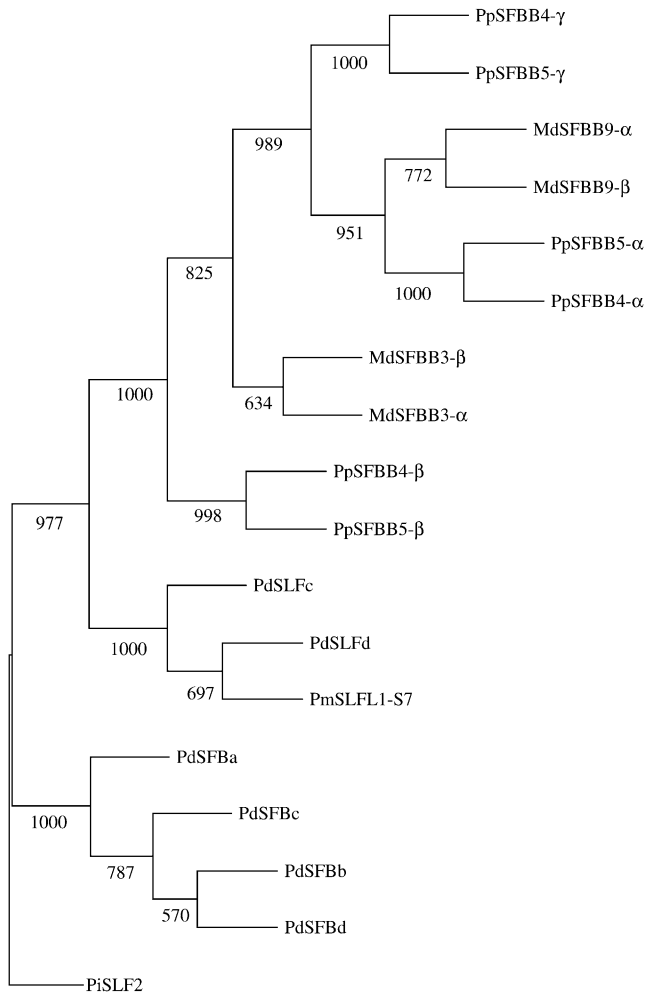 PpSFBB4-γ
1000
PpSFBB5-γ
MdSFBB9-α
989
772
MdSFBB9-β
951
PpSFBB5-α
825
1000
PpSFBB4-α
MdSFBB3-β
1000
634
MdSFBB3-α
PpSFBB4-β
998
977
PpSFBB5-β
PdSLFc
PdSLFd
1000
697
PmSLFL1-S7
PdSFBa
PdSFBc
1000
787
PdSFBb
570
PdSFBd
PiSLF2